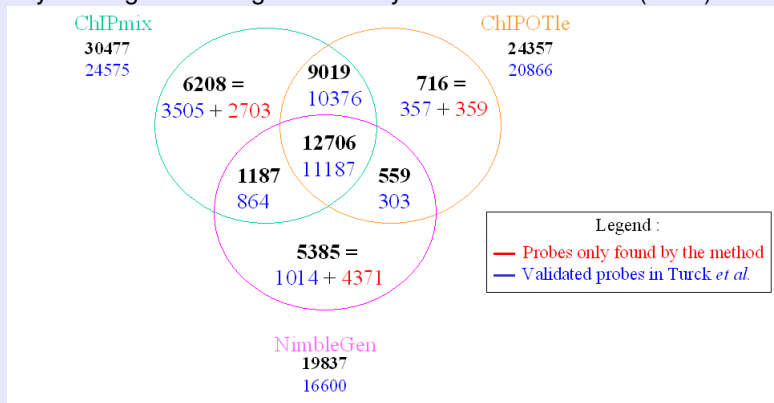 ChIPmix
30477
24575
ChIPOTle
24357
20866
6208 =
3505 + 2703
9019
10376
716 =
357 + 359
12706
11187
1187
864
559
303
5385 =
1014 + 4371
Legend :
Probes only found by the method
Validated probes in Turck et al.
NimbleGen
19837
16600